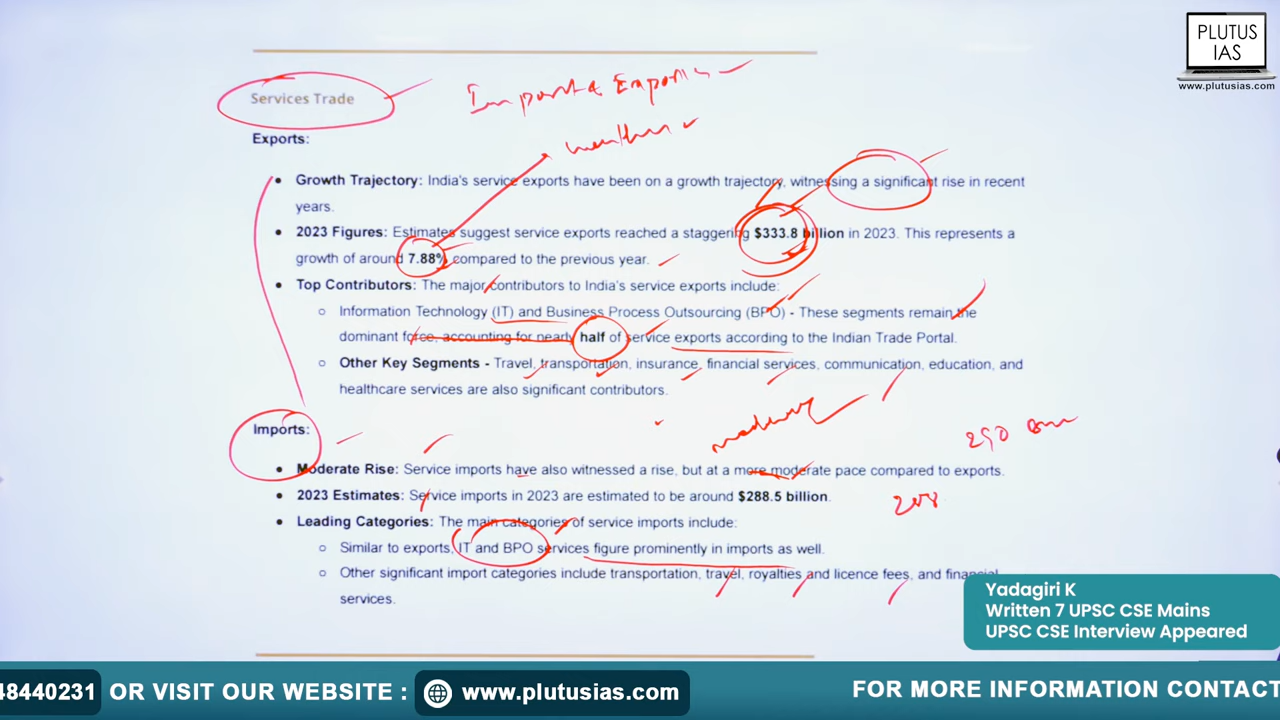 PLUTUS
IAS
www.plutusias.com
Services Trade
Import & Exports
Exports:
• Growth Trajectory: India's service exports have been on a growth trajectory, witnessing a significant rise in recent
years.
• 2023 Figures: Estimates suggest service exports reached a staggering $333.8 billion in 2023. This represents a
growth of around 7.88% compared to the previous year.
• Top Contributors: The major contributors to India's service exports include:
○ Information Technology (IT) and Business Process Outsourcing (BPO) - These segments remain the
dominant force, accounting for nearly half of service exports according to the Indian Trade Portal.
○ Other Key Segments - Travel, transportation, insurance, financial services, communication, education, and
healthcare services are also significant contributors.
Imports:
290
• Moderate Rise: Service imports have also witnessed a rise, but at a more moderate pace compared to exports.
• 2023 Estimates: Service imports in 2023 are estimated to be around $288.5 billion.
288
• Leading Categories: The main categories of service imports include:
○ Similar to exports, IT and BPO services figure prominently in imports as well.
○ Other significant import categories include transportation, travel, royalties and licence fees, and financial
services.
Yadagiri K
Written 7 UPSC CSE Mains
UPSC CSE Interview Appeared
48440231 OR VISIT OUR WEBSITE : www.plutusias.com FOR MORE INFORMATION CONTACT